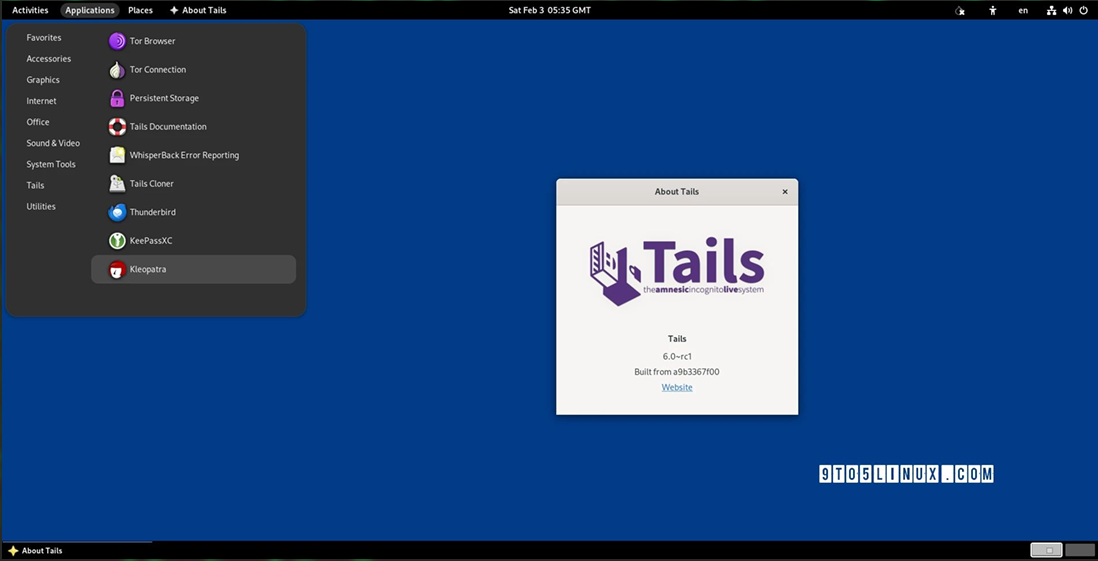 Activities Applications Places About Tails Sat Feb 3 05:35 GMT en
Favorites
Accessories
Graphics
Internet
Office
Sound & Video
System Tools
Tails
Utilities
Tor Browser
Tor Connection
Persistent Storage
Tails Documentation
WhisperBack Error Reporting
Tails Cloner
Thunderbird
KeePassXC
Kleopatra
About Tails
Tails
theamnesicincognitolivesystem
Tails
6.0~rc1
Built from a9b3367f00
Website
9TO5LINUX.COM
About Tails